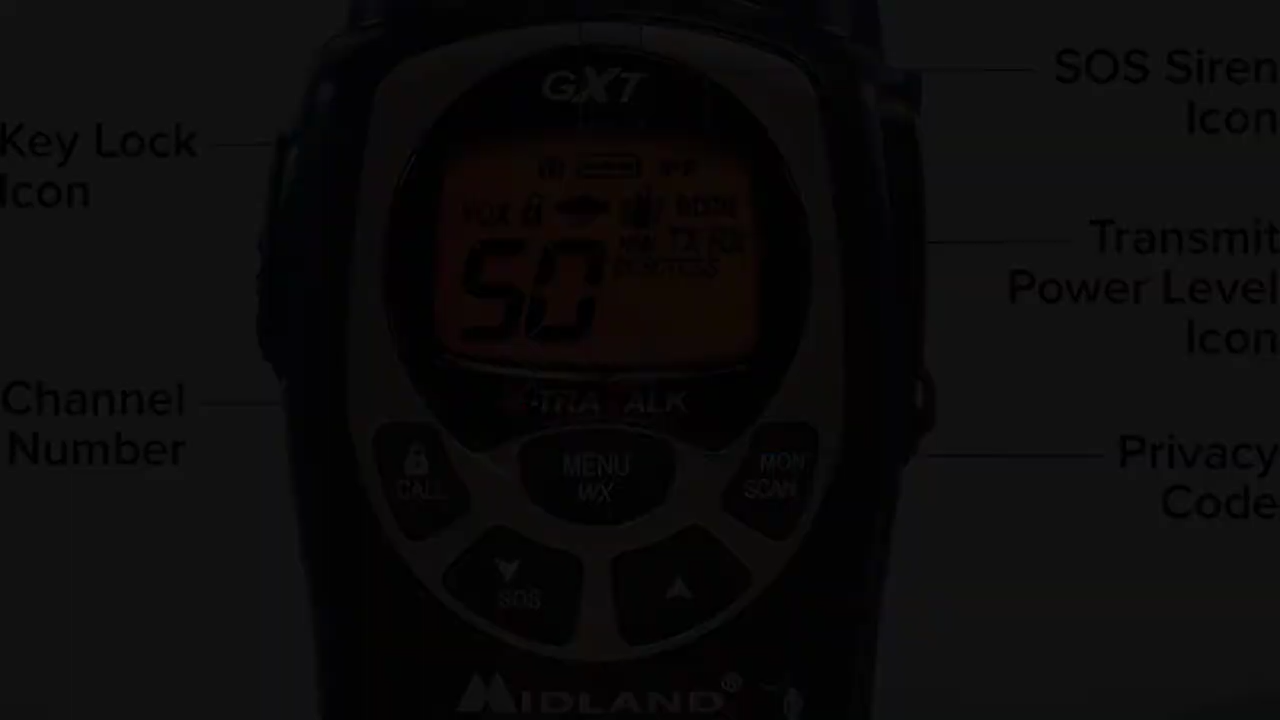 GXT
SOS Siren
Icon
Key Lock
Icon
VOX
50
Transmit
Power Level
Icon
Channel
Number
MENU
WX
CALL
MON
SCAN
Privacy
Code
SOS
MIDLAND®